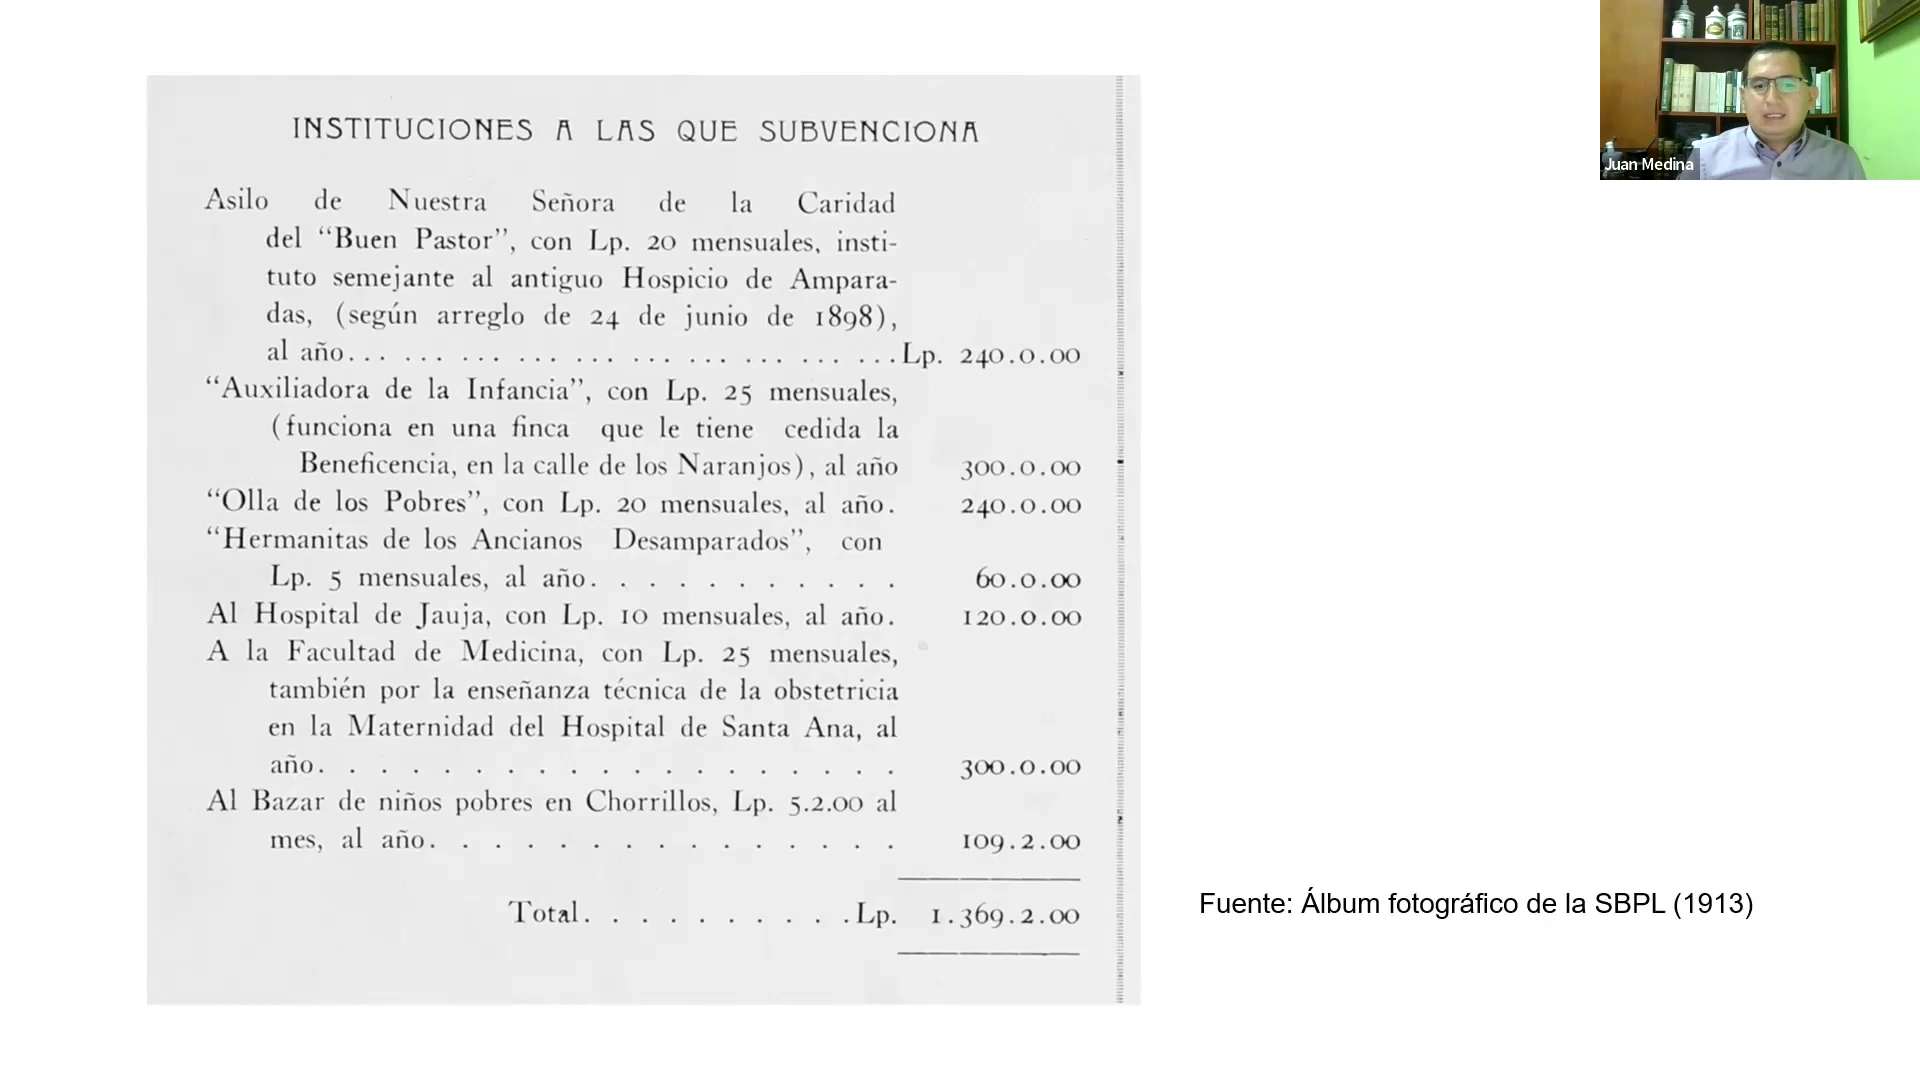 INSTITUCIONES A LAS QUE SUBVENCIONA
Asilo de Nuestra Señora de la Caridad
del “Buen Pastor”, con Lp. 20 mensuales, insti-
tuto semejante al antiguo Hospicio de Ampara-
das, (según arreglo de 24 de junio de 1898),
al año... ... ... ... ... ... ... ... ... ...Lp. 240.0.00
“Auxiliadora de la Infancia”, con Lp. 25 mensuales,
(funciona en una finca que le tiene cedida la
Beneficencia, en la calle de los Naranjos), al año 300.0.00
“Olla de los Pobres”, con Lp. 20 mensuales, al año. 240.0.00
“Hermanitas de los Ancianos Desamparados”, con
Lp. 5 mensuales, al año. . . . . . . . . . 60.0.00
Al Hospital de Jauja, con Lp. 10 mensuales, al año. 120.0.00
A la Facultad de Medicina, con Lp. 25 mensuales,
también por la enseñanza técnica de la obstetricia
en la Maternidad del Hospital de Santa Ana, al
año. . . . . . . . . . . . . . . . . 300.0.00
Al Bazar de niños pobres en Chorrillos, Lp. 5.2.00 al
mes, al año. . . . . . . . . . . . . . 109.2.00
Total. . . . . . . . . .Lp. 1.369.2.00
Fuente: Álbum fotográfico de la SBPL (1913)
Juan Medina